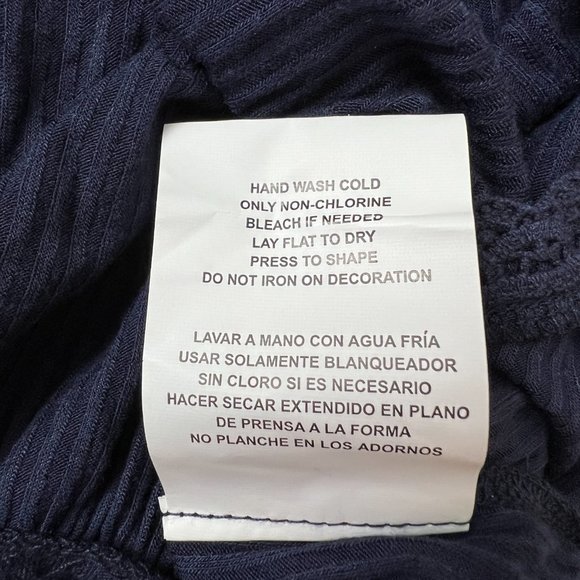 HAND WASH COLD
ONLY NON-CHLORINE
BLEACH IF NEEDED
LAY FLAT TO DRY
PRESS TO SHAPE
DO NOT IRON ON DECORATION
LAVAR A MANO CON AGUA FRÍA
USAR SOLAMENTE BLANQUEADOR
SIN CLORO SI ES NECESARIO
HACER SECAR EXTENDIDO EN PLANO
DE PRENSA A LA FORMA
NO PLANCHE EN LOS ADORNOS